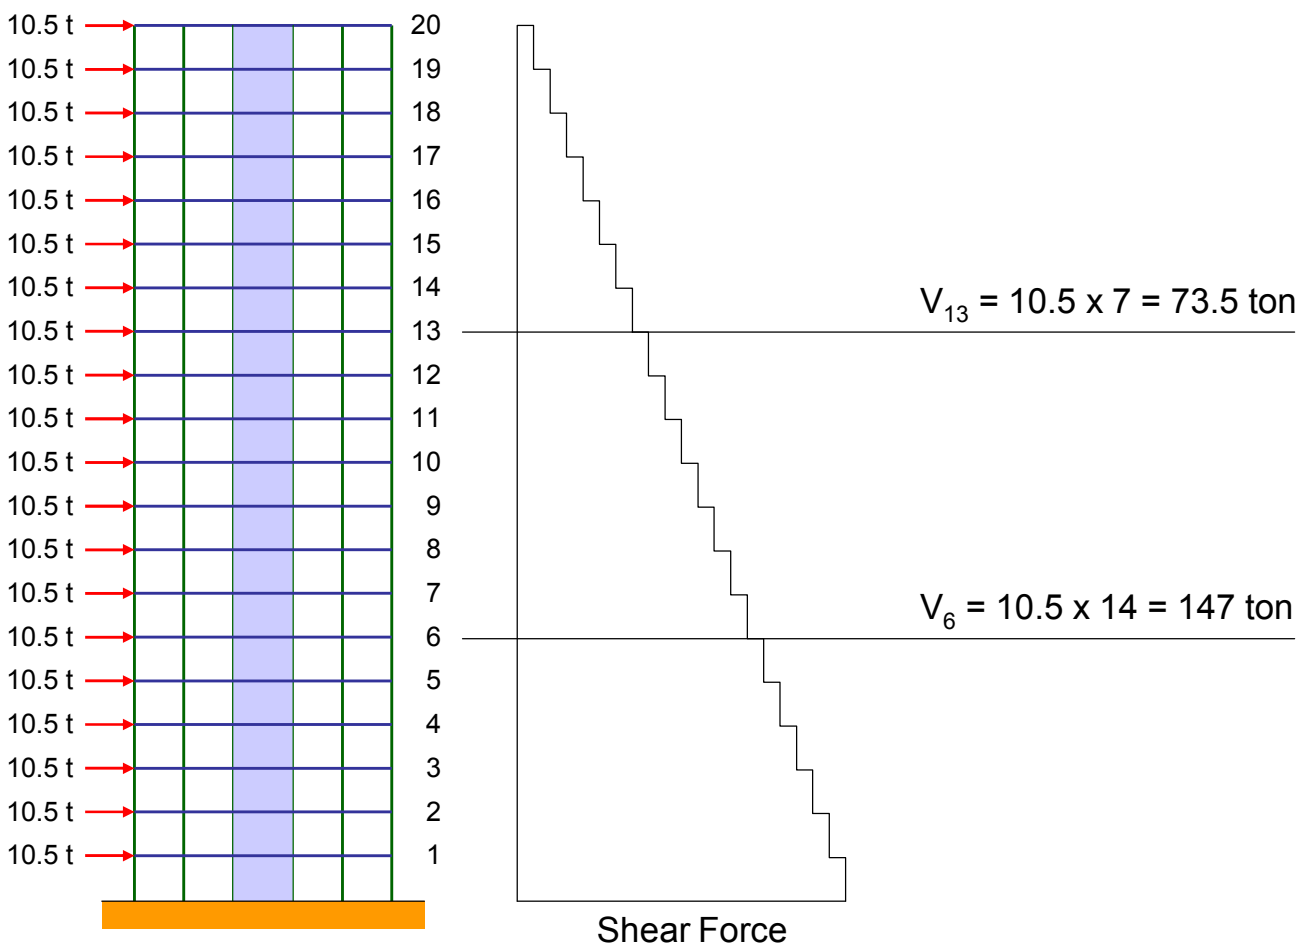 10.5 t 20
10.5 t 19
10.5 t 18
10.5 t 17
10.5 t 16
10.5 t 15
10.5 t 14
V13 = 10.5 x 7 = 73.5 ton
10.5 t 13
10.5 t 12
10.5 t 11
10.5 t 10
10.5 t 9
10.5 t 8
10.5 t 7
V6 = 10.5 x 14 = 147 ton
10.5 t 6
10.5 t 5
10.5 t 4
10.5 t 3
10.5 t 2
10.5 t 1
Shear Force